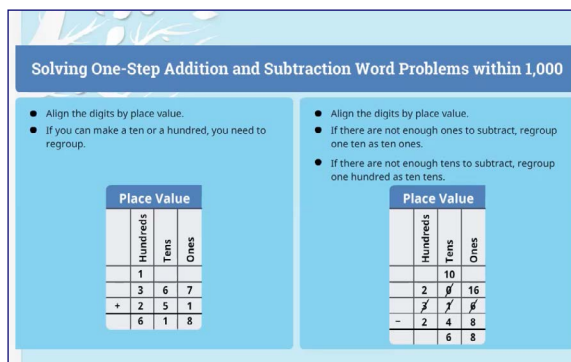 Solving One-Step Addition and Subtraction Word Problems within 1,000
● Align the digits by place value.
● If you can make a ten or a hundred, you need to
regroup.
Place Value
Hundreds Tens Ones
1
3 6 7
+ 2 5 1
6 1 8
● Align the digits by place value.
● If there are not enough ones to subtract, regroup
one ten as ten ones.
● If there are not enough tens to subtract, regroup
one hundred as ten tens.
Place Value
Hundreds Tens Ones
10
2 0 16
3 1 6
− 2 4 8
6 8